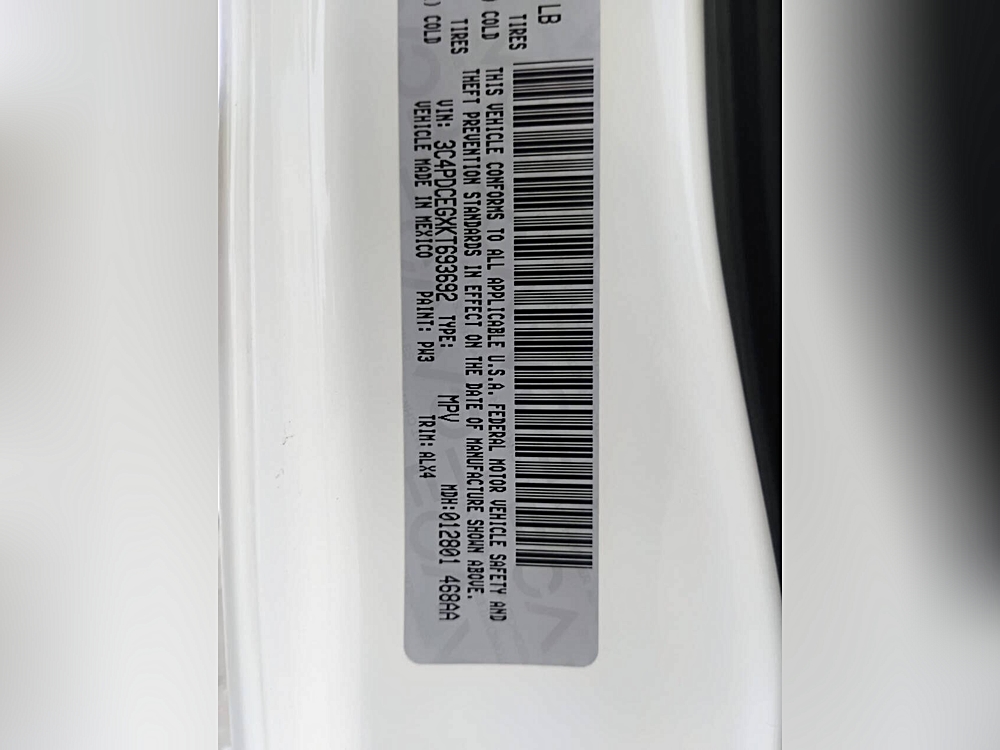 LB
TIRES
) COLD
TIRES
) COLD
THIS VEHICLE CONFORMS TO ALL APPLICABLE U.S.A. FEDERAL MOTOR VEHICLE SAFETY AND
THEFT PREVENTION STANDARDS IN EFFECT ON THE DATE OF MANUFACTURE SHOWN ABOVE.
VIN: 3C4PDCEGXKT693692 TYPE: MPV MDH:012801 468AA
VEHICLE MADE IN MEXICO PAINT: PW3 TRIM: ALX4